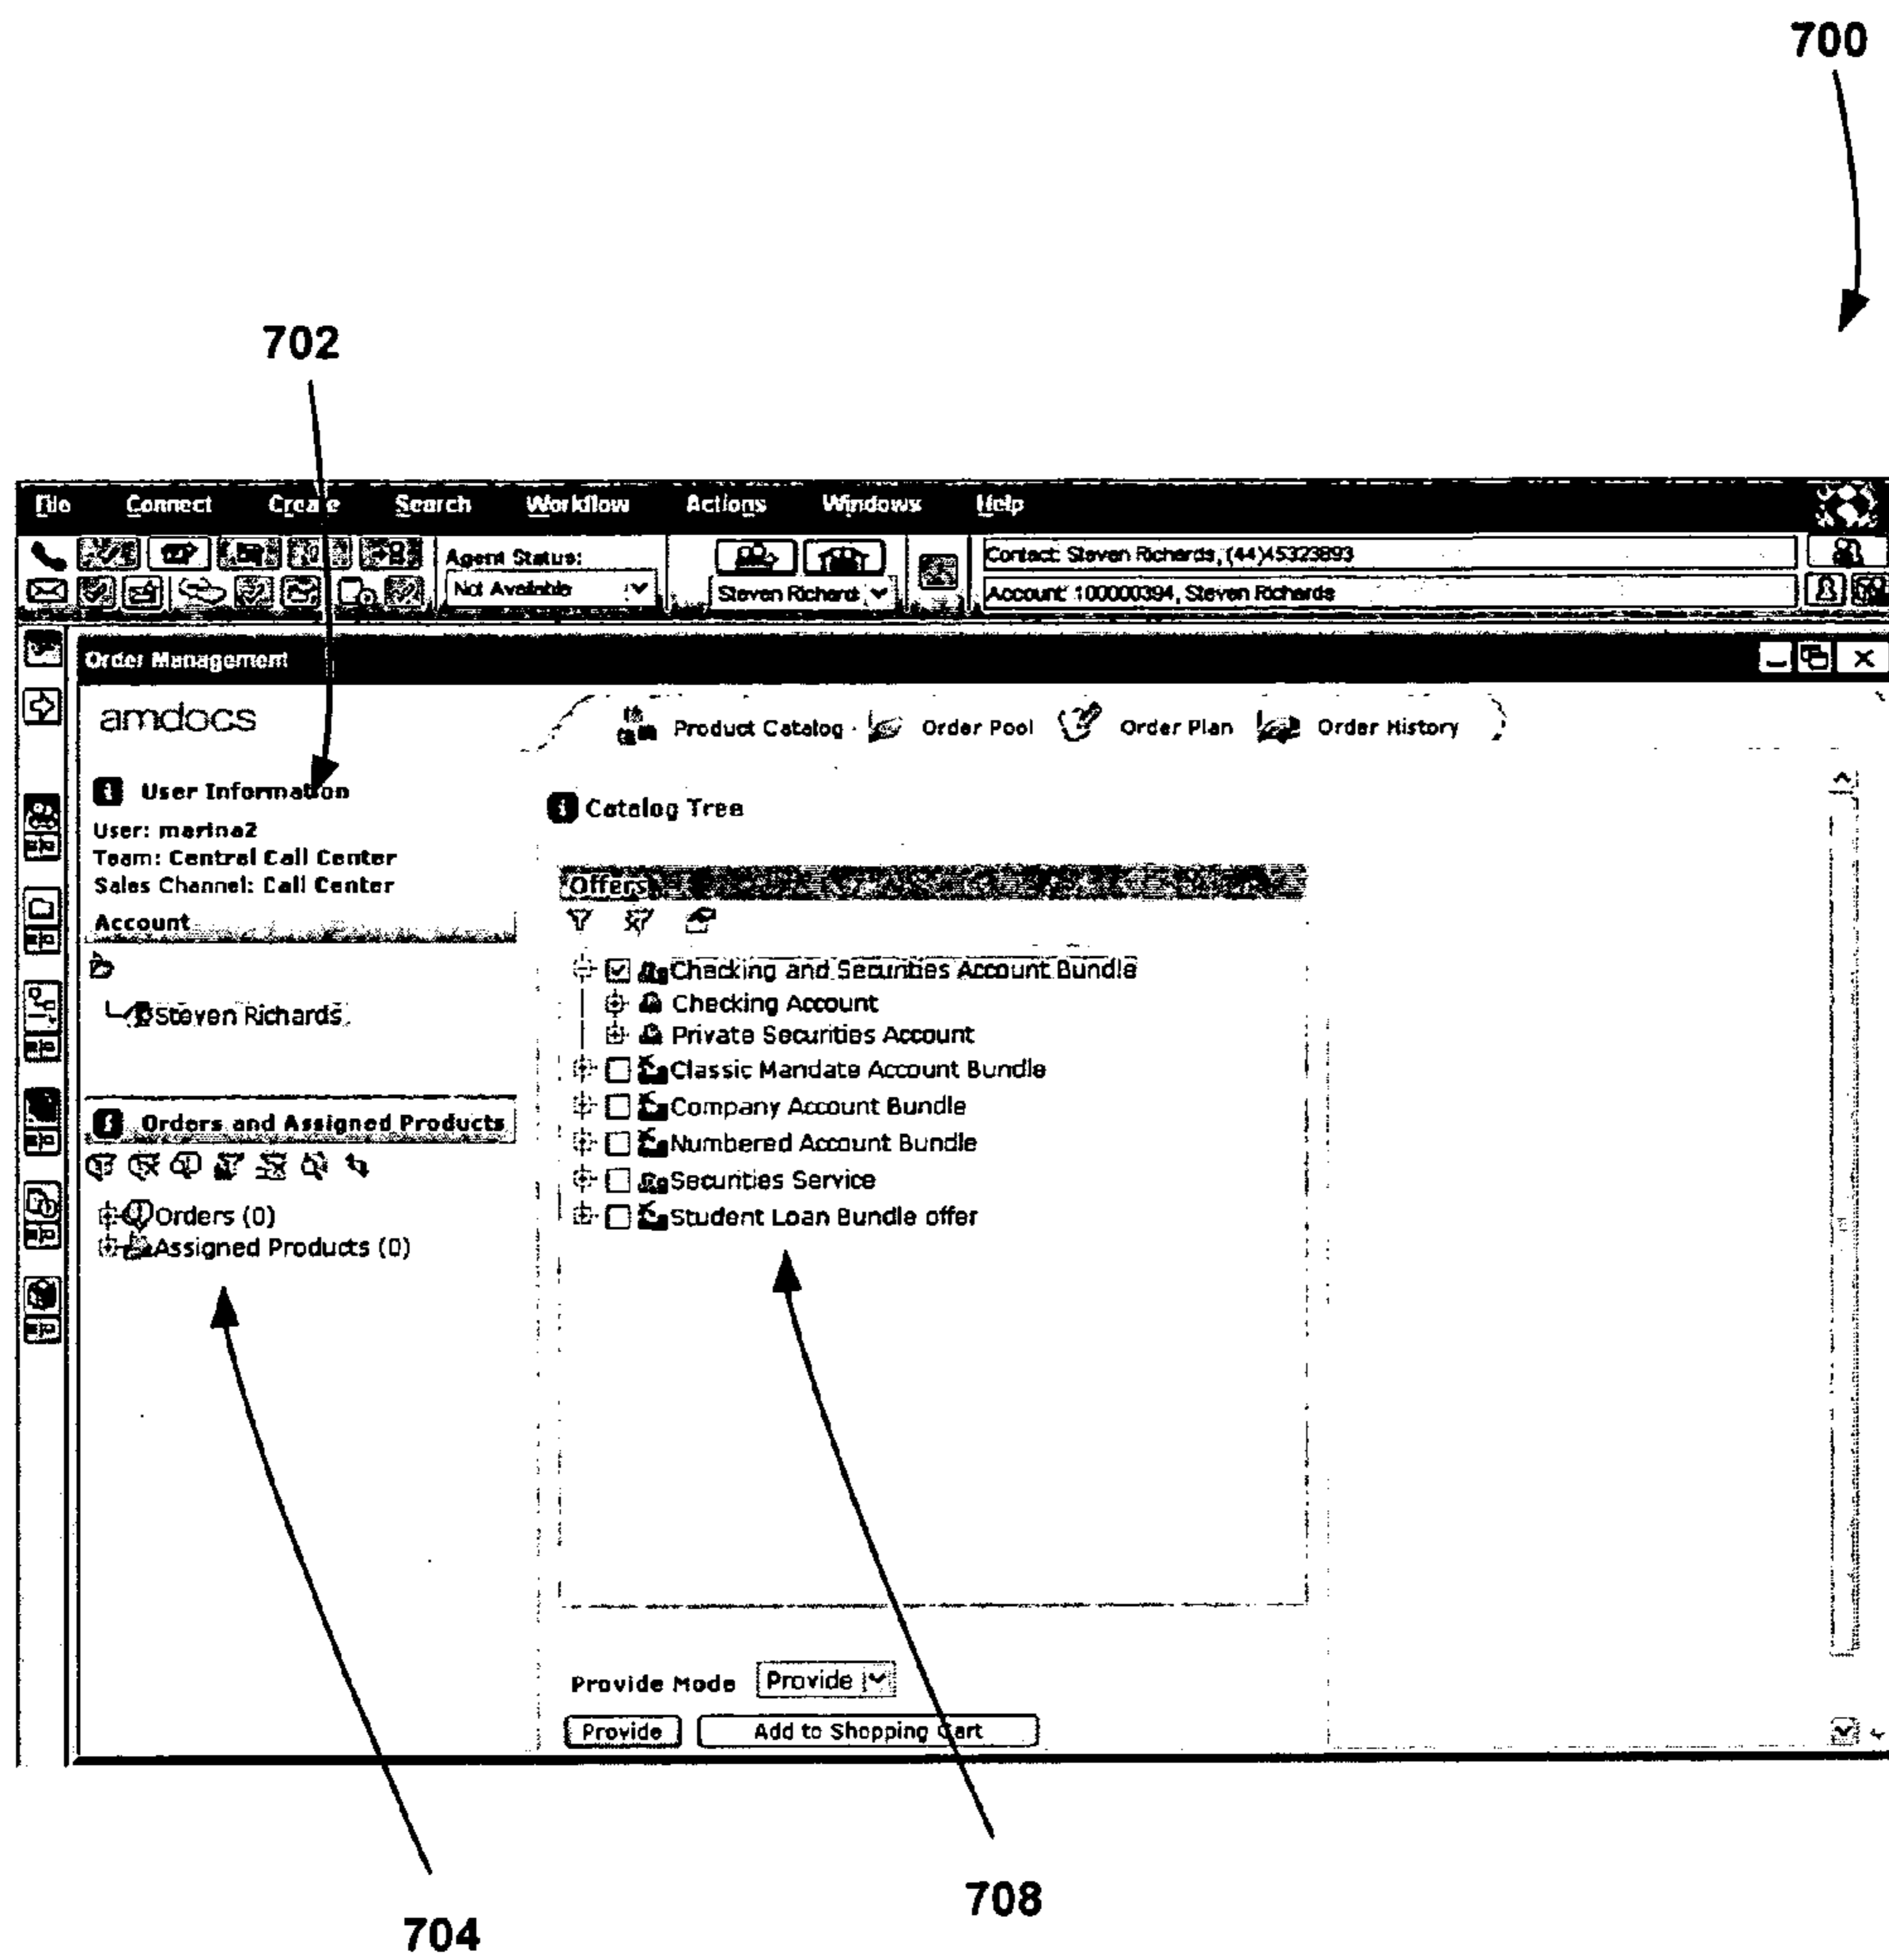 700
702
File Connect Create Search Workflow Actions Windows Help
Agent Status:
Contact: Steven Richards, (44)45323893
Not Available Steven Richard Account: 100000394, Steven Richards
Order Management
amdocs Product Catalog Order Pool Order Plan Order History
User Information
Catalog Tree
User: marina2
Team: Central Call Center
Sales Channel: Call Center
Offers
Account
Checking and Securities Account Bundle
Checking Account
Steven Richards
Private Securities Account
Classic Mandate Account Bundle
Company Account Bundle
Orders and Assigned Products
Numbered Account Bundle
Securities Service
Orders (0) Student Loan Bundle offer
Assigned Products (0)
Provide Mode Provide
Provide Add to Shopping Cart
708
704